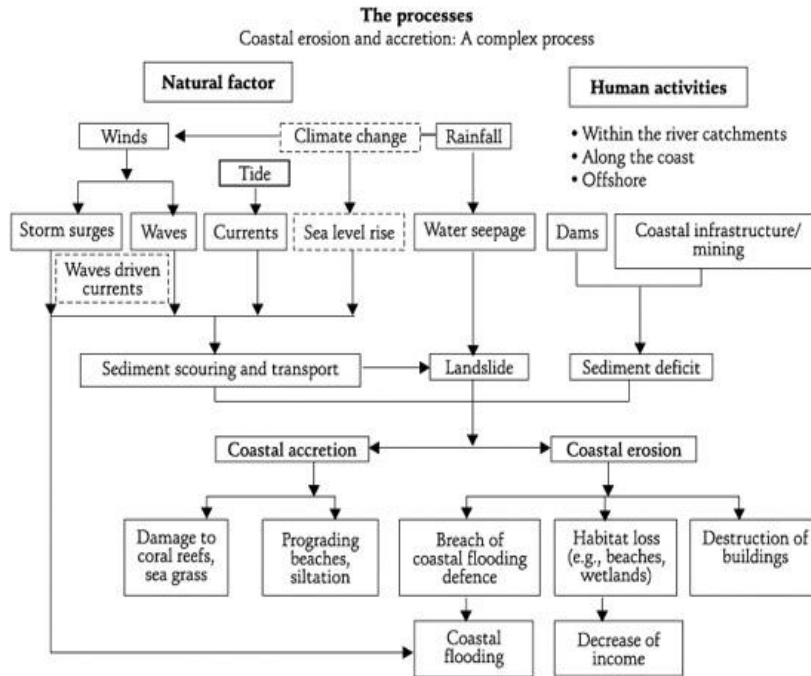 The processes
Coastal erosion and accretion: A complex process
Natural factor
Human activities
• Within the river catchments
• Along the coast
• Offshore
Winds
Climate change
Rainfall
Tide
Storm surges
Waves
Currents
Sea level rise
Water seepage
Dams
Coastal infrastructure/
mining
Waves driven
currents
Sediment scouring and transport
Landslide
Sediment deficit
Coastal accretion
Coastal erosion
Damage to
coral reefs,
sea grass
Prograding
beaches,
siltation
Breach of
coastal flooding
defence
Habitat loss
(e.g., beaches,
wetlands)
Destruction of
buildings
Coastal
flooding
Decrease of
income